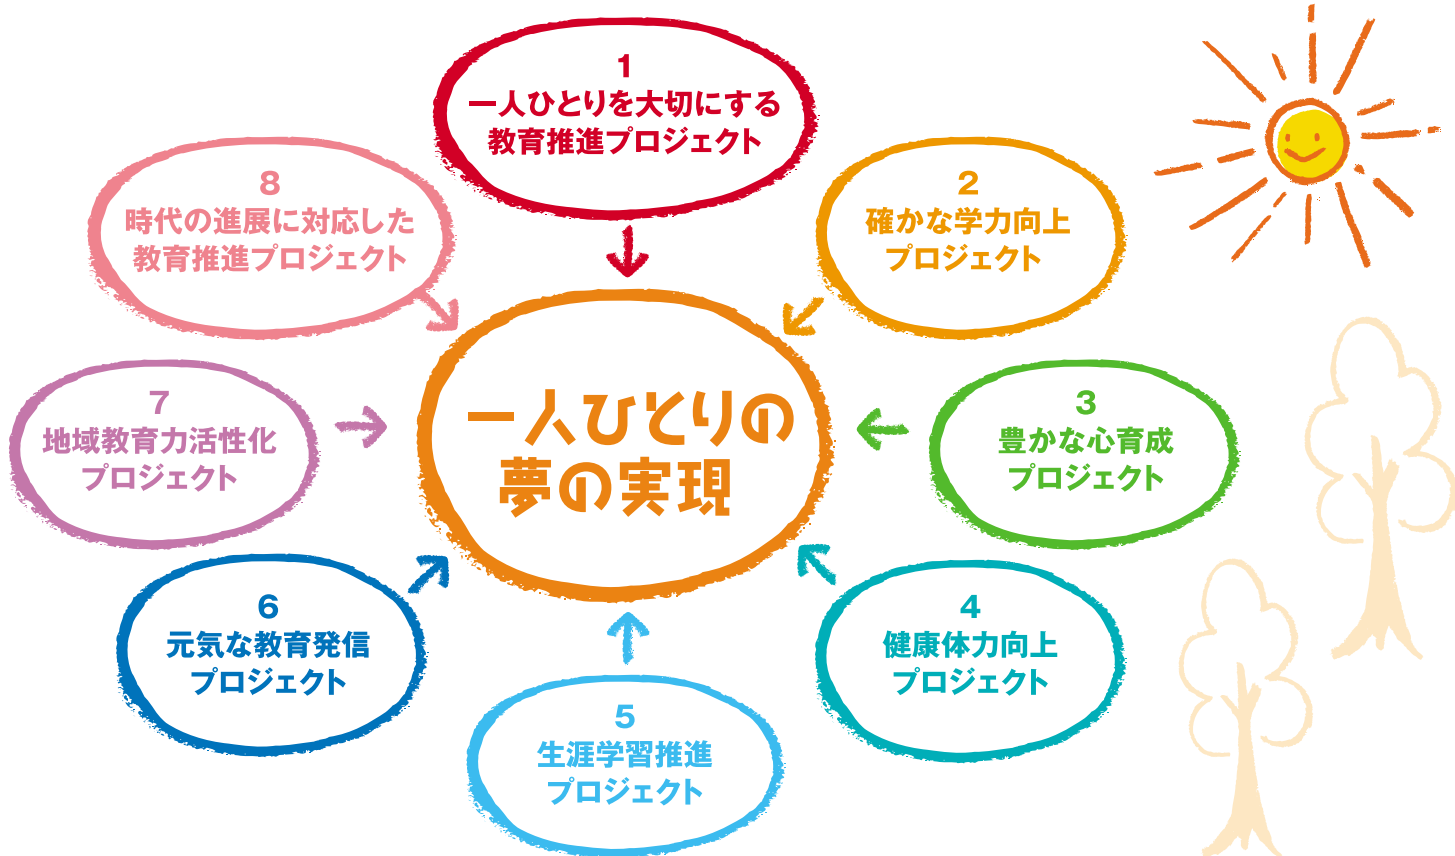 1
一人ひとりを大切にする
教育推進プロジェクト
2
確かな学力向上
プロジェクト
3
豊かな心育成
プロジェクト
4
健康体力向上
プロジェクト
5
生涯学習推進
プロジェクト
6
元気な教育発信
プロジェクト
7
地域教育力活性化
プロジェクト
8
時代の進展に対応した
教育推進プロジェクト
一人ひとりの
夢の実現